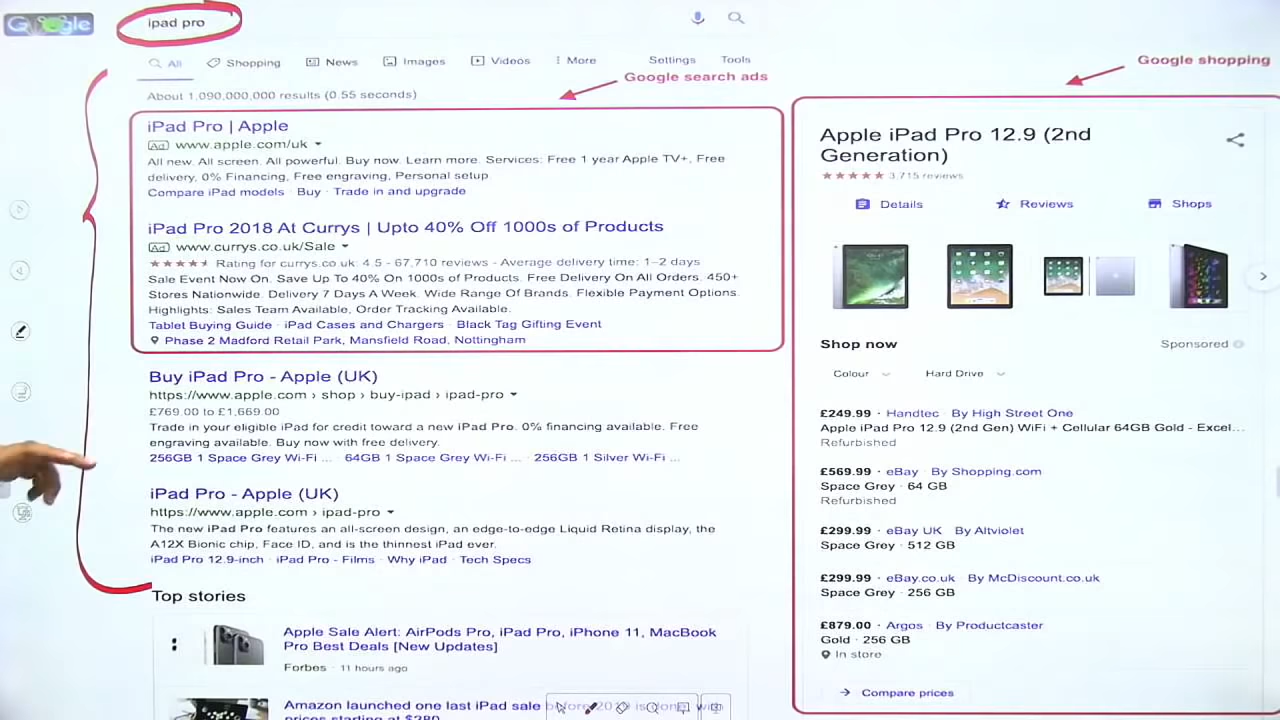 Google
ipad pro
All Shopping News Images Videos More Settings Tools
Google search ads
Google shopping
About 1,090,000,000 results (0.55 seconds)
iPad Pro | Apple
Ad www.apple.com/uk
All new. All screen. All powerful. Buy now. Learn more. Services: Free 1 year Apple TV+, Free
delivery, 0% Financing, Free engraving, Personal setup.
Compare iPad models · Buy · Trade in and upgrade
iPad Pro 2018 At Currys | Upto 40% Off 1000s of Products
Ad www.currys.co.uk/Sale
Rating for currys.co.uk: 4.5 - 67,710 reviews - Average delivery time: 1–2 days
Sale Event Now On. Save Up To 40% On 1000s of Products. Free Delivery On All Orders. 450+
Stores Nationwide. Delivery 7 Days A Week. Wide Range Of Brands. Flexible Payment Options.
Highlights: Sales Team Available, Order Tracking Available.
Tablet Buying Guide · iPad Cases and Chargers · Black Tag Gifting Event
Phase 2 Madford Retail Park, Mansfield Road, Nottingham
Buy iPad Pro - Apple (UK)
https://www.apple.com › shop › buy-ipad › ipad-pro
£769.00 to £1,669.00
Trade in your eligible iPad for credit toward a new iPad Pro. 0% financing available. Free
engraving available. Buy now with free delivery.
256GB 1 Space Grey Wi-Fi ... · 64GB 1 Space Grey Wi-Fi ... · 256GB 1 Silver Wi-Fi ...
iPad Pro - Apple (UK)
https://www.apple.com › ipad-pro
The new iPad Pro features an all-screen design, an edge-to-edge Liquid Retina display, the
A12X Bionic chip, Face ID, and is the thinnest iPad ever.
iPad Pro 12.9-inch · iPad Pro - Films · Why iPad · Tech Specs
Top stories
Apple Sale Alert: AirPods Pro, iPad Pro, iPhone 11, MacBook
Pro Best Deals [New Updates]
Forbes · 11 hours ago
Amazon launched one last iPad sale before
prices starting at $280
Apple iPad Pro 12.9 (2nd
Generation)
3,715 reviews
Details Reviews Shops
Shop now Sponsored
Colour Hard Drive
£249.99 · Handtec · By High Street One
Apple iPad Pro 12.9 (2nd Gen) WiFi + Cellular 64GB Gold - Excel...
Refurbished
£569.99 · eBay · By Shopping.com
Space Grey · 64 GB
Refurbished
£299.99 · eBay UK · By Altviolet
Space Grey · 512 GB
£299.99 · eBay.co.uk · By McDiscount.co.uk
Space Grey · 256 GB
£879.00 · Argos · By Productcaster
Gold · 256 GB
In store
Compare prices